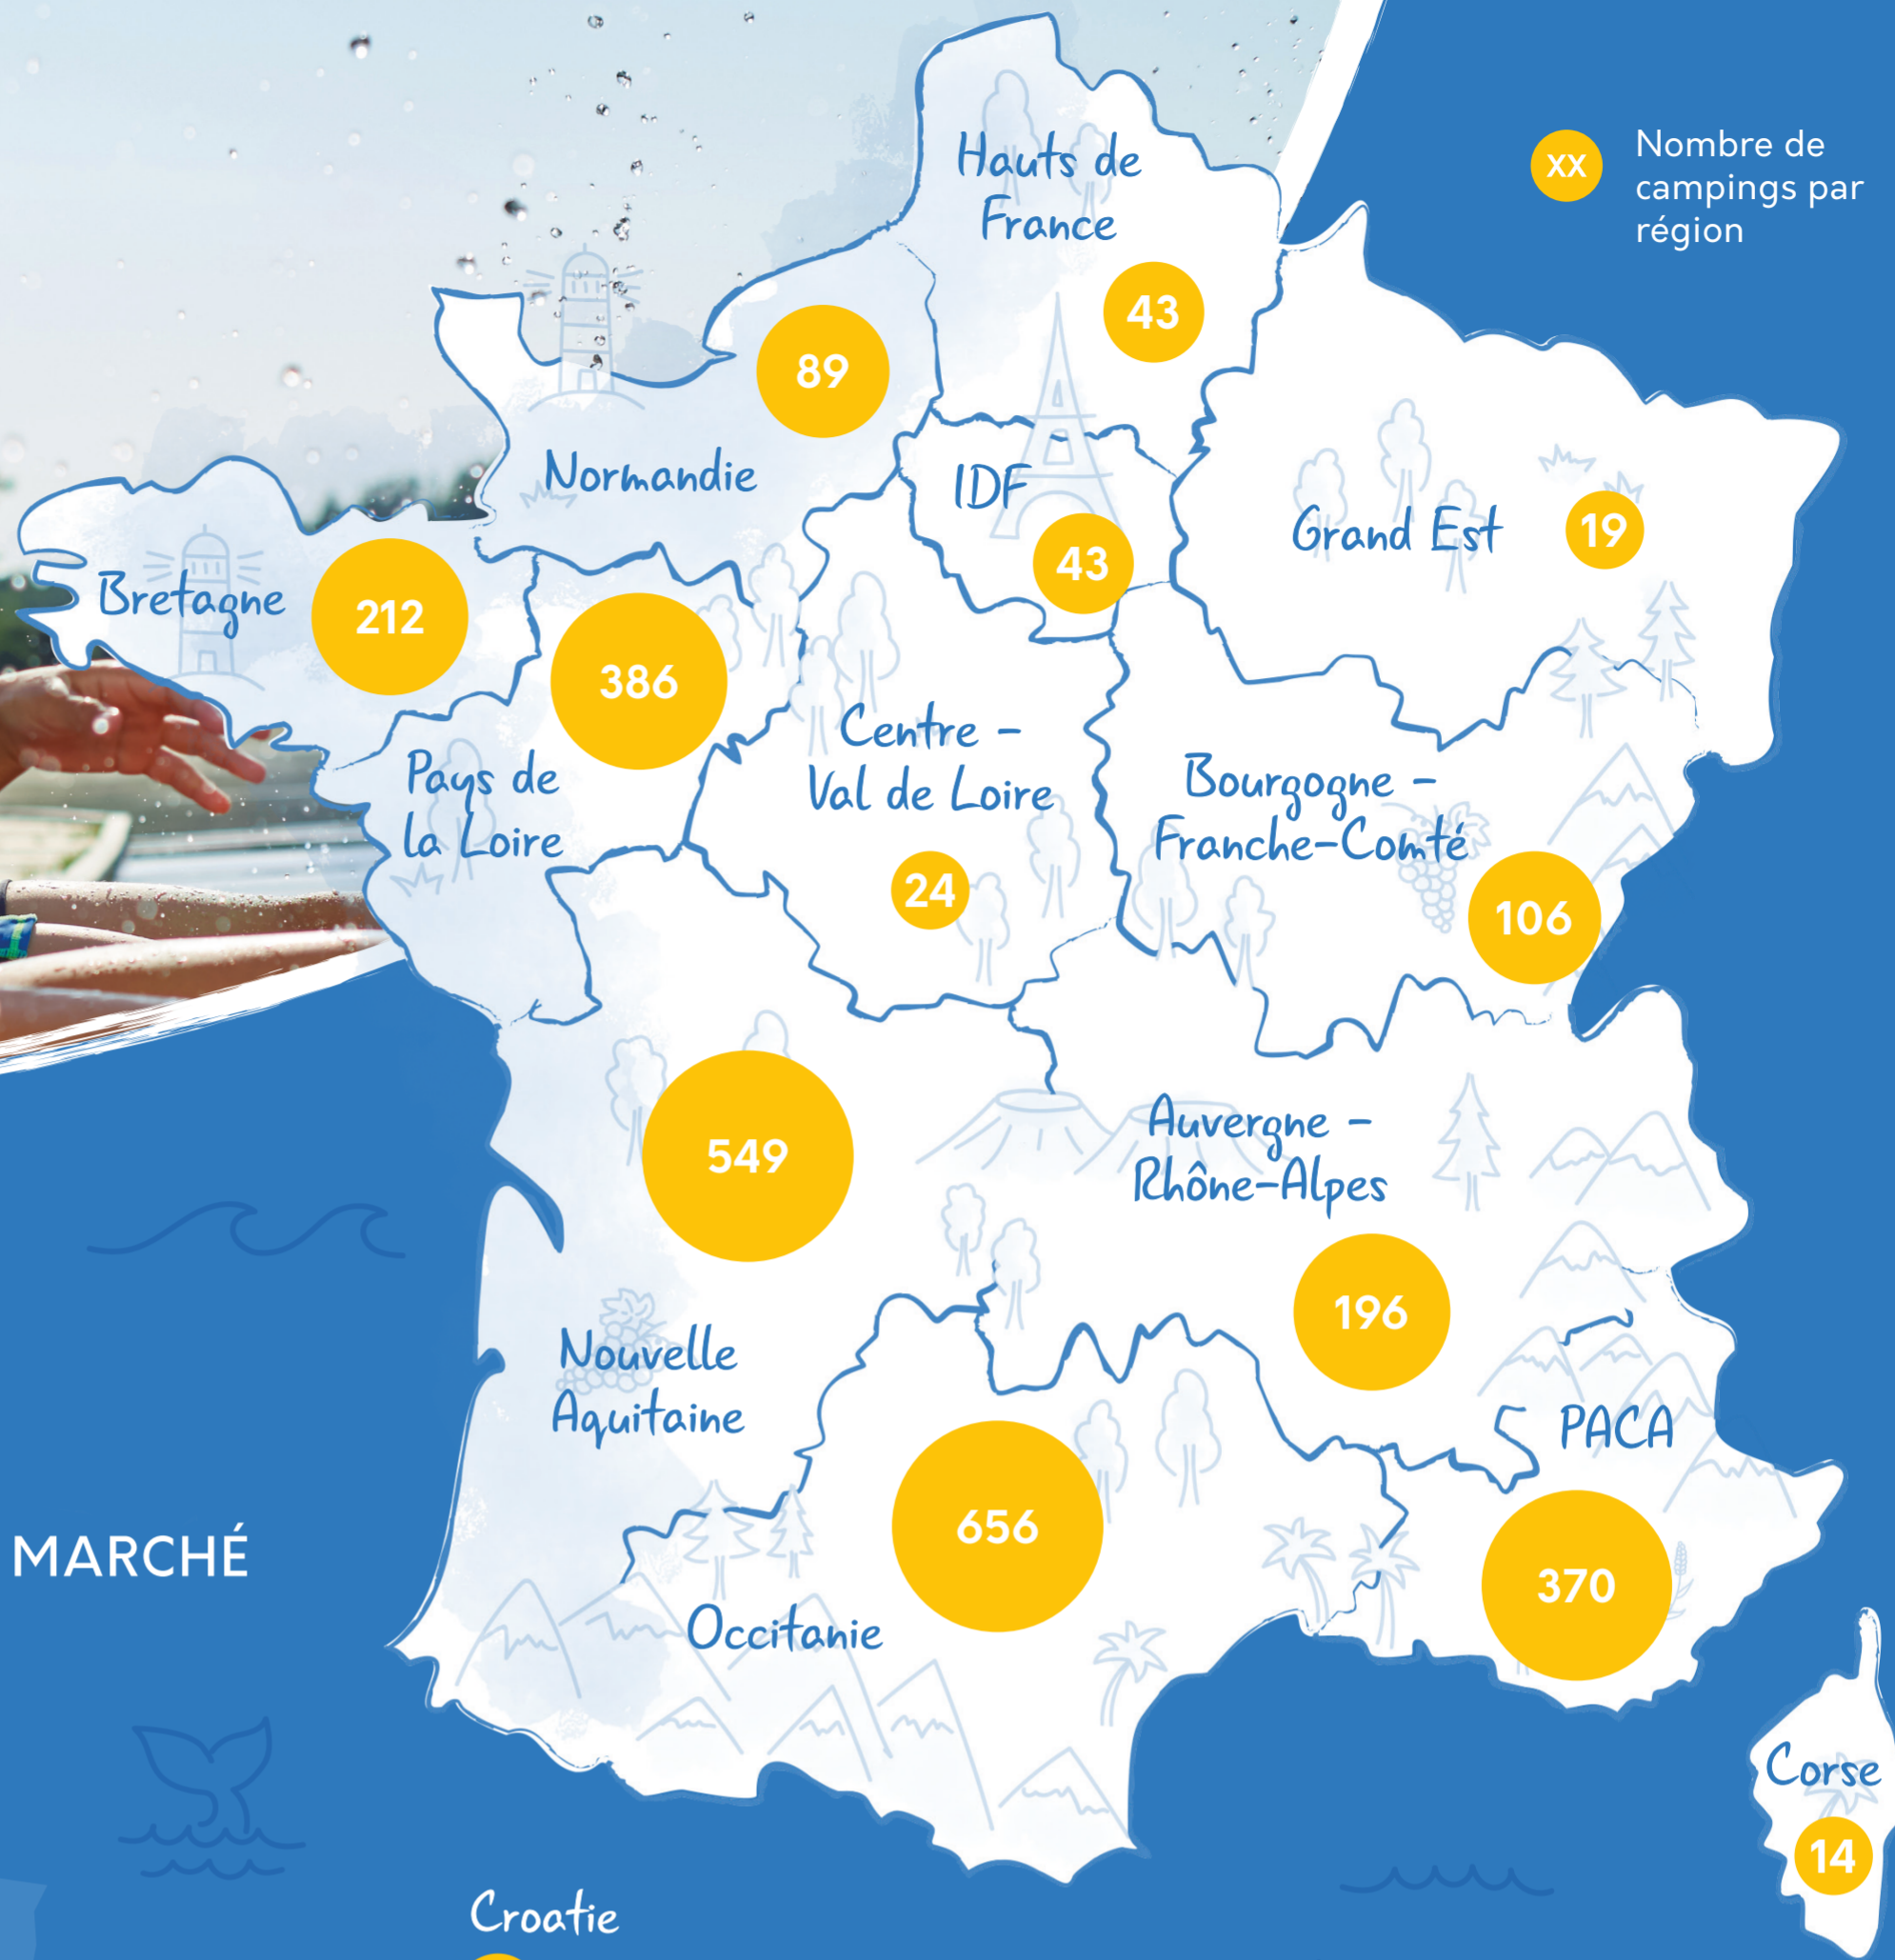 Nombre de
campings par
région
XX
Hauts de
France
43
89
Normandie
IDF
43
Grand Est
19
Bretagne
212
386
Pays de
la Loire
Centre –
Val de Loire
24
Bourgogne –
Franche-Comté
106
549
Auvergne –
Rhône-Alpes
196
Nouvelle
Aquitaine
PACA
370
656
Occitanie
MARCHÉ
Corse
14
Croatie